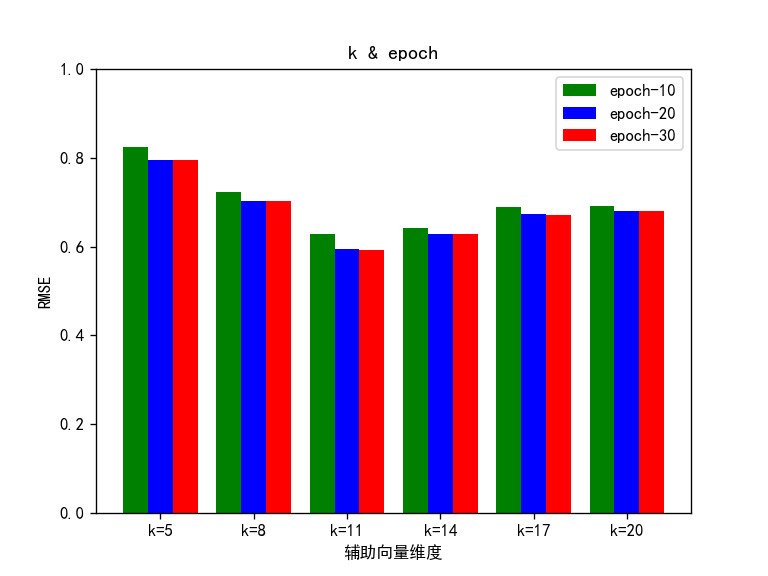 k & epoch
1.0
0.8
0.6
0.4
0.2
0.0
RMSE
epoch-10
epoch-20
epoch-30
k=5 k=8 k=11 k=14 k=17 k=20
辅助向量维度